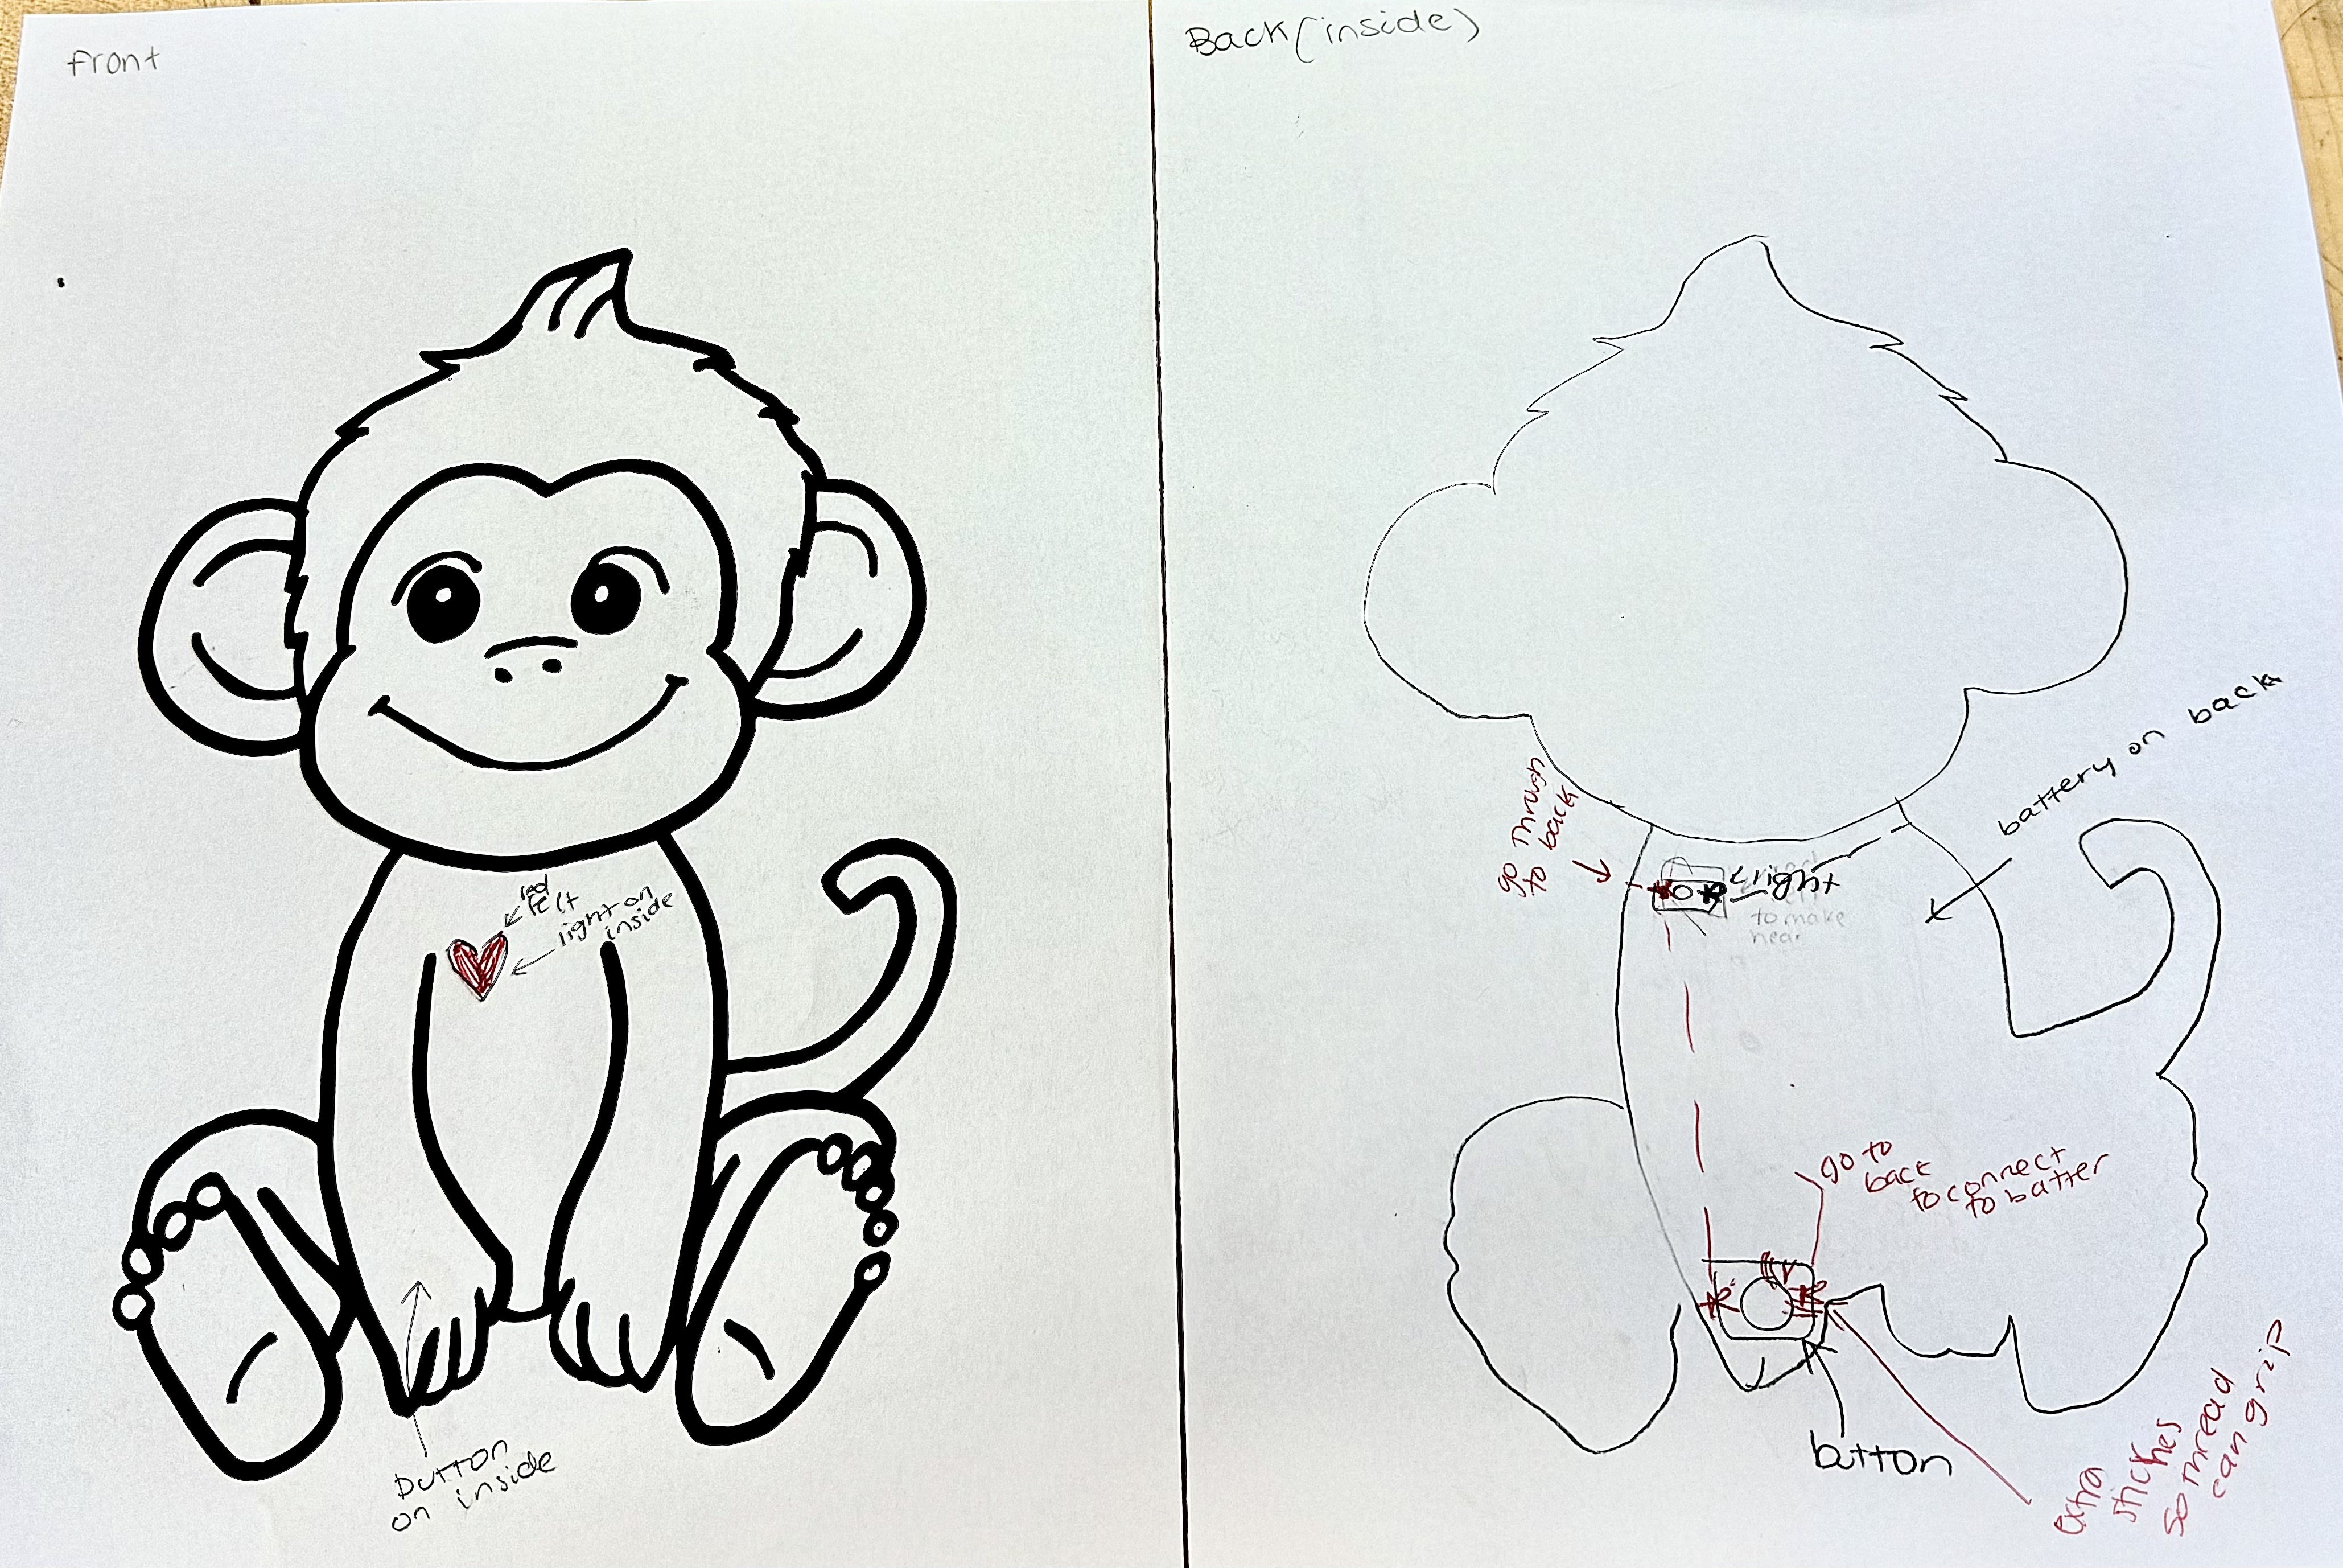 Front
red
felt
light on
inside
button
on inside
Back (inside)
battery on back
go through
to back
light
to make
go to
back
to connect
to batter
button
extra
stiches
so thread
can grip